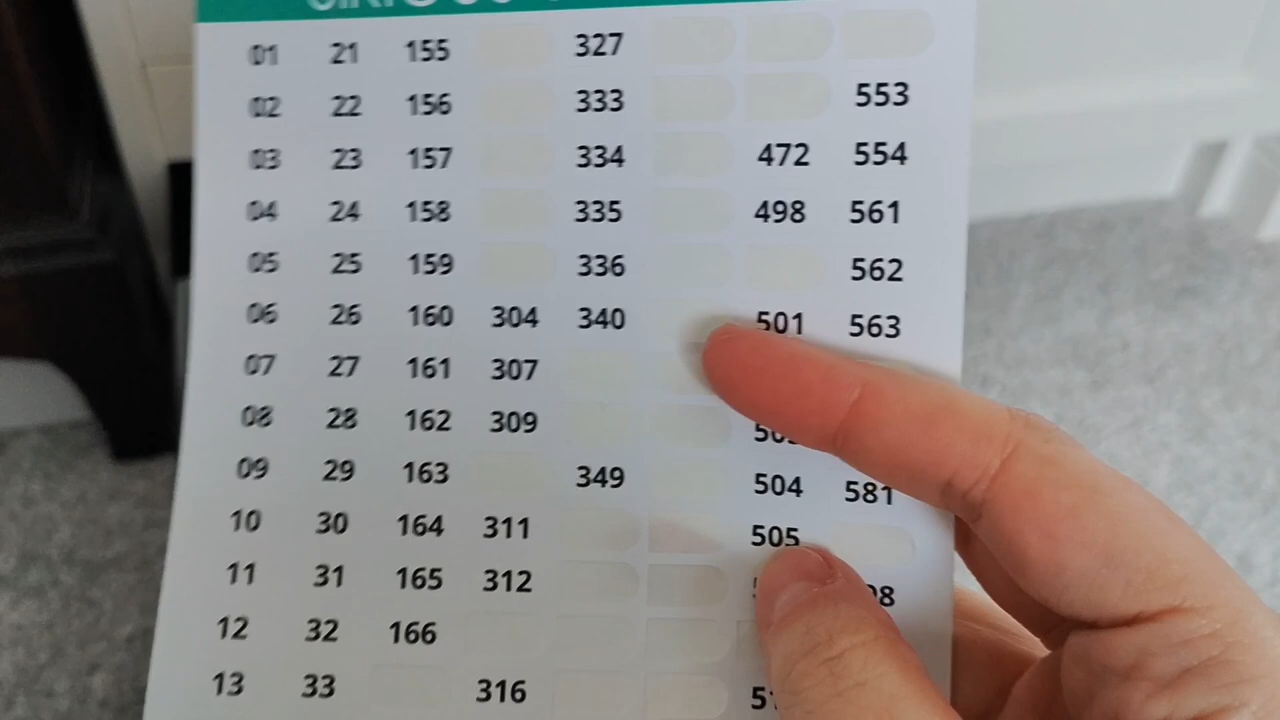 01 21 155 327
02 22 156 333 553
03 23 157 334 472 554
04 24 158 335 498 561
05 25 159 336 562
06 26 160 304 340 501 563
07 27 161 307
08 28 162 309
09 29 163 349 504 581
10 30 164 311 505
11 31 165 312
12 32 166
13 33 316